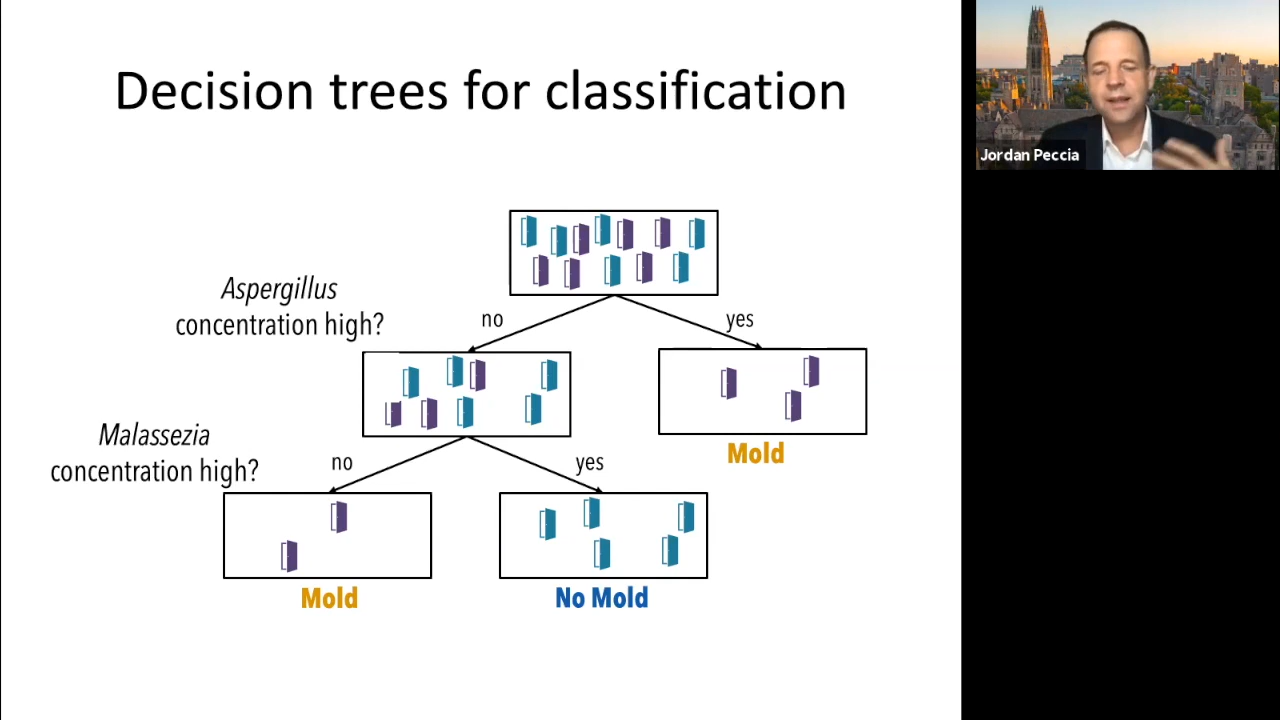 Decision trees for classification
Jordan Peccia
Aspergillus
concentration high?
no
yes
Malassezia
concentration high?
no
yes
Mold
Mold
No Mold